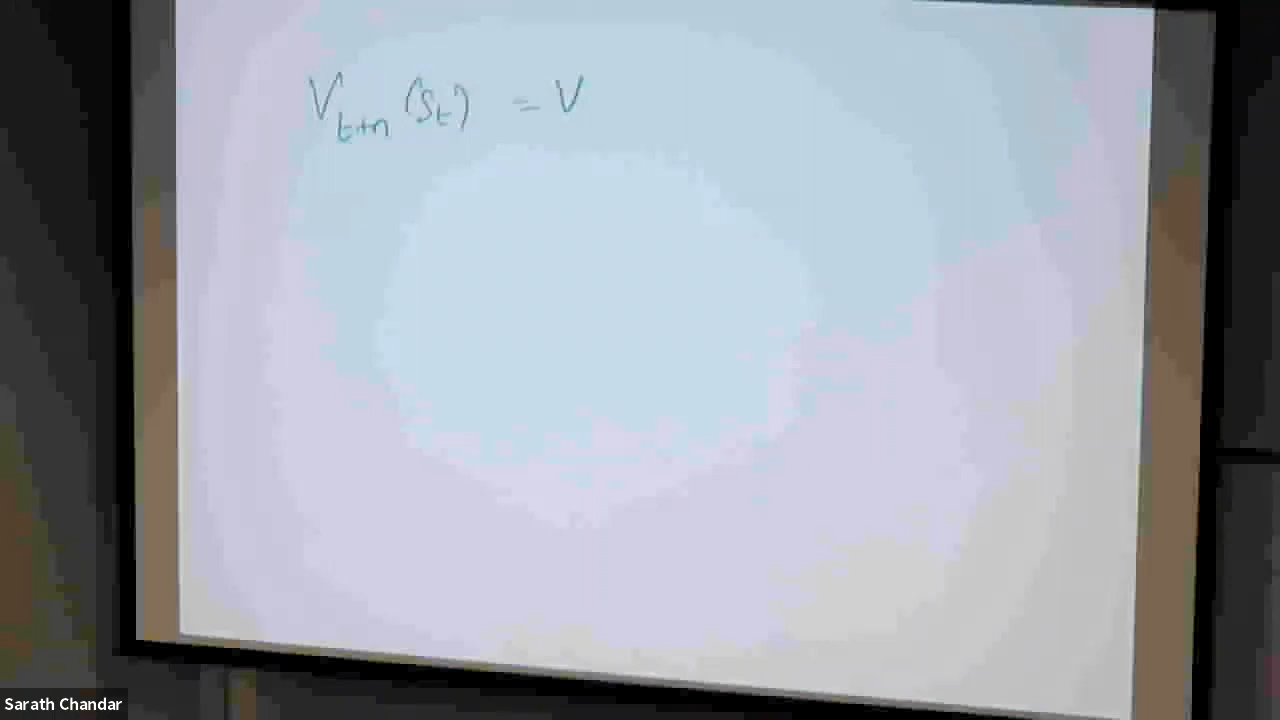 V_{t+n} (S_t) = V
Sarath Chandar